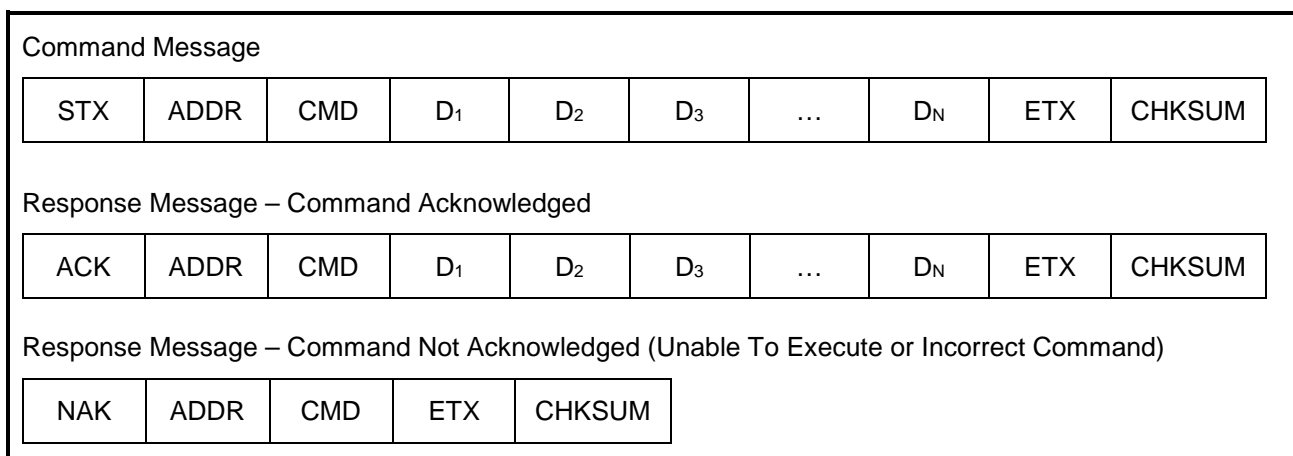 Command Message
STX ADDR CMD D₁ D₂ D₃ … D_N ETX CHKSUM
Response Message – Command Acknowledged
ACK ADDR CMD D₁ D₂ D₃ … D_N ETX CHKSUM
Response Message – Command Not Acknowledged (Unable To Execute or Incorrect Command)
NAK ADDR CMD ETX CHKSUM